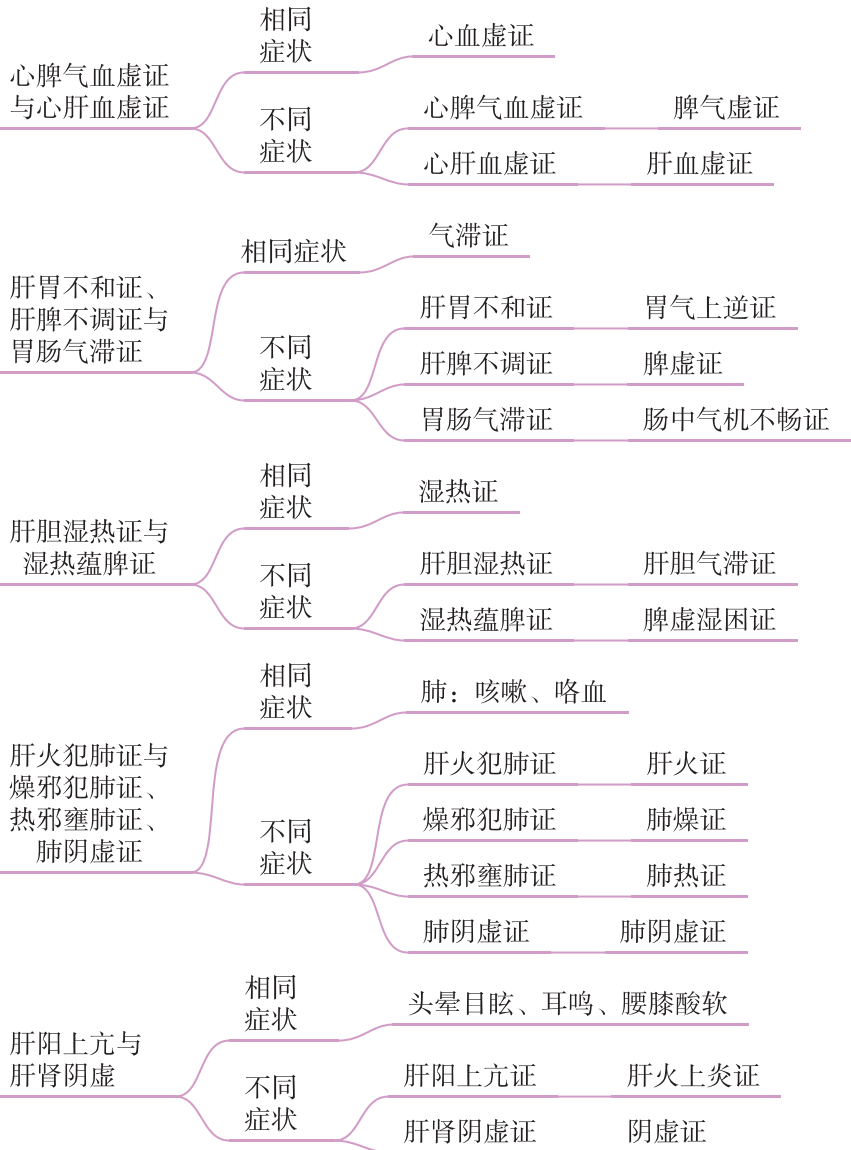 心脾气血虚证
与心肝血虚证
相同
症状
心血虚证
不同
症状
心脾气血虚证
脾气虚证
心肝血虚证
肝血虚证
肝胃不和证、
肝脾不调证与
胃肠气滞证
相同症状
气滞证
不同
症状
肝胃不和证
胃气上逆证
肝脾不调证
脾虚证
胃肠气滞证
肠中气机不畅证
肝胆湿热证与
湿热蕴脾证
相同
症状
湿热证
不同
症状
肝胆湿热证
肝胆气滞证
湿热蕴脾证
脾虚湿困证
肝火犯肺证与
燥邪犯肺证、
热邪壅肺证、
肺阴虚证
相同
症状
肺：咳嗽、咯血
不同
症状
肝火犯肺证
肝火证
燥邪犯肺证
肺燥证
热邪壅肺证
肺热证
肺阴虚证
肺阴虚证
肝阳上亢与
肝肾阴虚
相同
症状
头晕目眩、耳鸣、腰膝酸软
不同
症状
肝阳上亢证
肝火上炎证
肝肾阴虚证
阴虚证